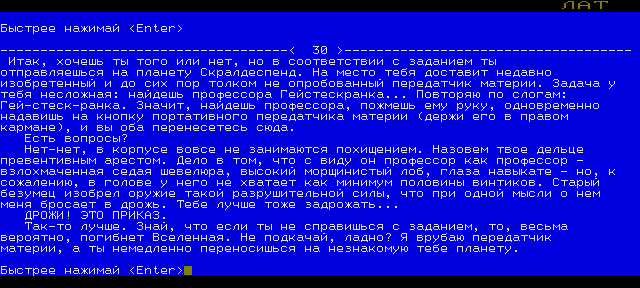 ЛАТ
Быстрее нажимай <Enter>
------------------------------------< 30 >------------------------------------
Итак, хочешь ты того или нет, но в соответствии с заданием ты
отправляешься на планету Скралдеспенд. На место тебя доставит недавно
изобретенный и до сих пор толком не опробованный передатчик материи. Задача у
тебя несложная: найдешь профессора Гейстескранка... Повторяю по слогам:
Гей-стеск-ранка. Значит, найдешь профессора, пожмешь ему руку, одновременно
надавишь на кнопку портативного передатчика материи (держи его в правом
кармане), и вы оба перенесетесь сюда.
Есть вопросы?
Нет-нет, в корпусе вовсе не занимаются похищением. Назовем твое дельце
превентивным арестом. Дело в том, что с виду он профессор как профессор -
взлохмаченная седая шевелюра, высокий морщинистый лоб, глаза навыкате - но, к
сожалению, в голове у него не хватает как минимум половины винтиков. Старый
безумец изобрел оружие такой разрушительной силы, что при одной мысли о нем
меня бросает в дрожь. Тебе лучше тоже задрожать...
ДРОЖИ! ЭТО ПРИКАЗ.
Так-то лучше. Знай, что если ты не справишься с заданием, то, весьма
вероятно, погибнет Вселенная. Не подкачай, ладно? Я врубаю передатчик
материи, а ты немедленно переносишься на незнакомую тебе планету.
Быстрее нажимай <Enter>